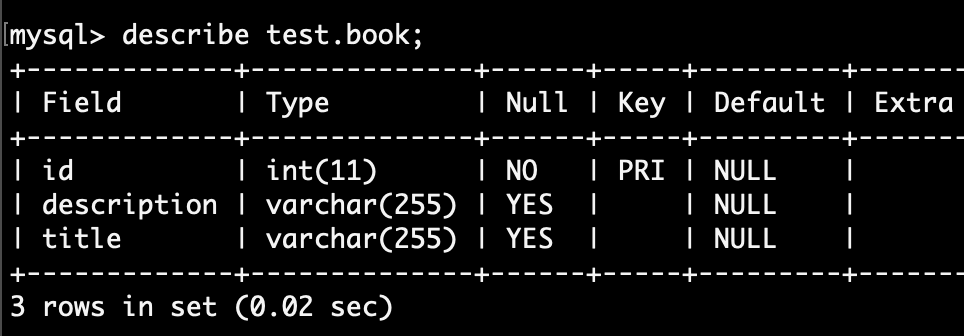 [mysql> describe test.book;
+-------------+--------------+------+-----+---------+-------
| Field       | Type         | Null | Key | Default | Extra
+-------------+--------------+------+-----+---------+-------
| id          | int(11)      | NO   | PRI | NULL    |
| description | varchar(255) | YES  |     | NULL    |
| title       | varchar(255) | YES  |     | NULL    |
+-------------+--------------+------+-----+---------+-------
3 rows in set (0.02 sec)